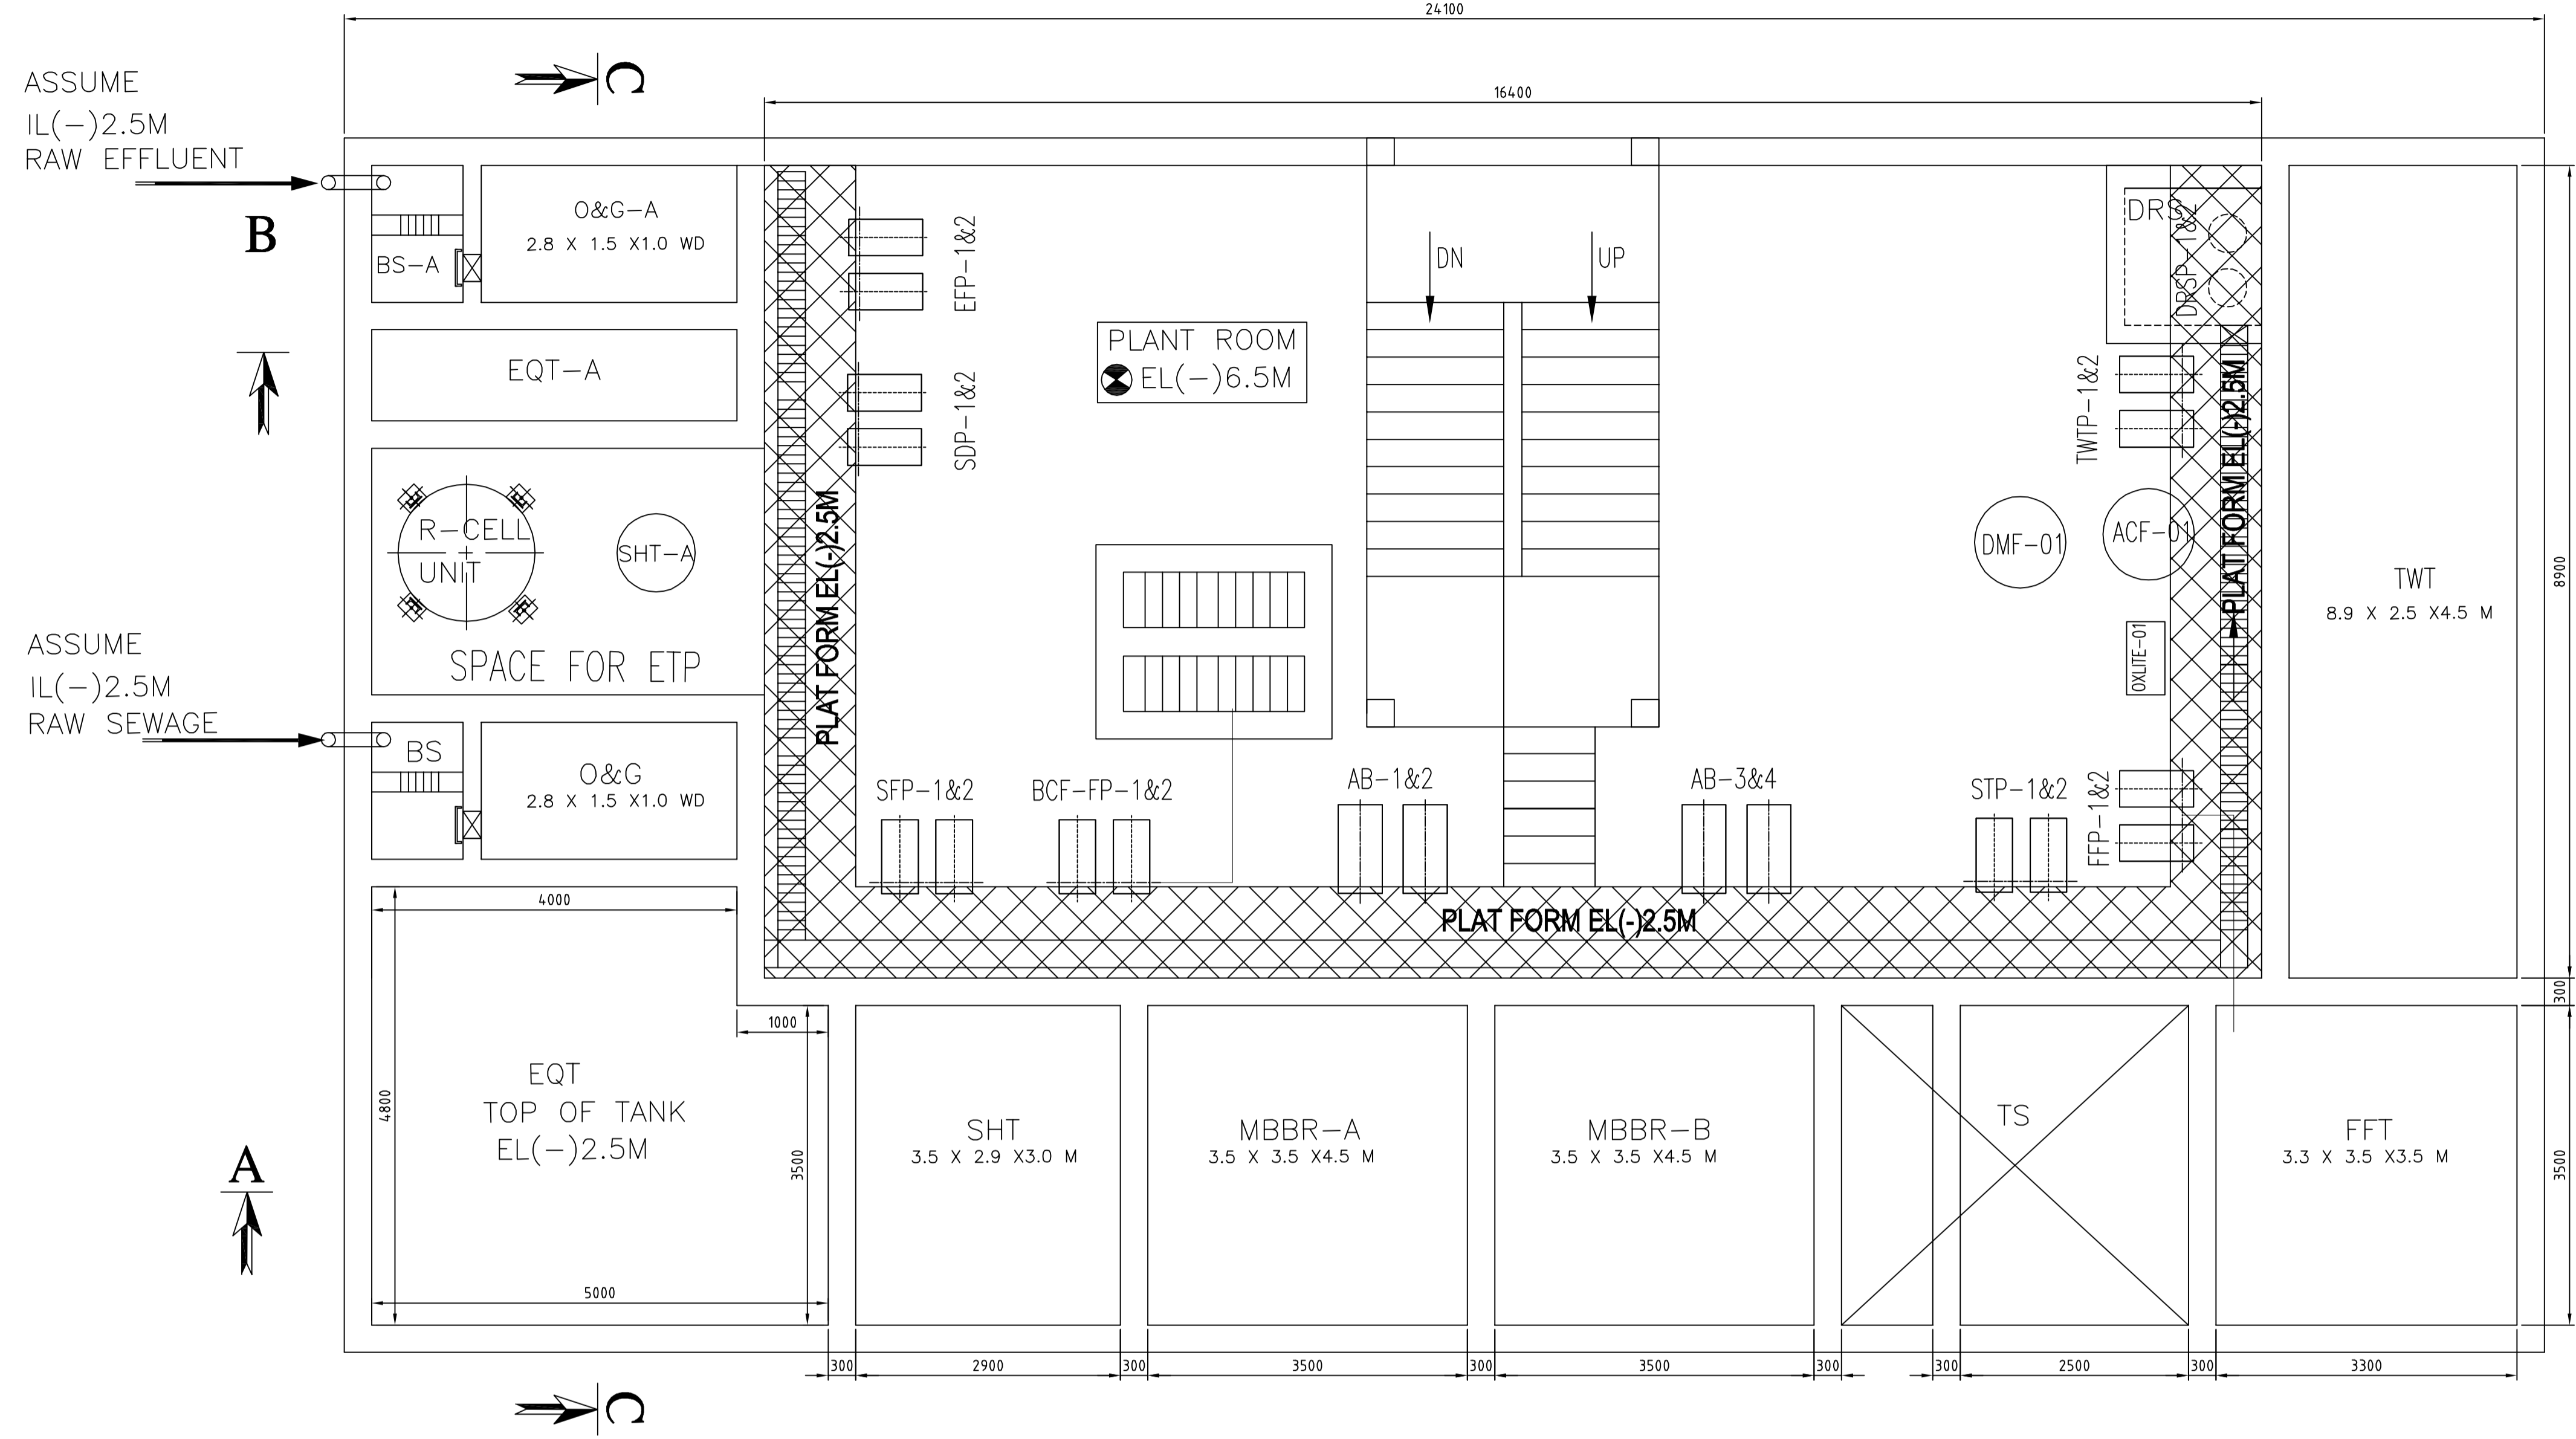 24100
C
16400
ASSUME
IL(-)2.5M
RAW EFFLUENT
B
O&G-A
2.8 X 1.5 X1.0 WD
BS-A
EFP-1&2
DN
UP
DRS
DRSP-1&2
PLANT ROOM
EL(-)6.5M
EQT-A
SDP-1&2
TWTP-1&2
PLAT FORM EL(-)2.5M
PLAT FORM EL(-)2.5M
R-CELL
UNIT
SHT-A
SPACE FOR ETP
DMF-01
ACF-01
OXLITE-01
TWT
8.9 X 2.5 X4.5 M
8900
ASSUME
IL(-)2.5M
RAW SEWAGE
BS
O&G
2.8 X 1.5 X1.0 WD
SFP-1&2
BCF-FP-1&2
AB-1&2
AB-3&4
STP-1&2
FFP-1&2
PLAT FORM EL(-)2.5M
4000
1000
300
4800
3500
3500
EQT
TOP OF TANK
EL(-)2.5M
SHT
3.5 X 2.9 X3.0 M
MBBR-A
3.5 X 3.5 X4.5 M
MBBR-B
3.5 X 3.5 X4.5 M
TS
FFT
3.3 X 3.5 X3.5 M
A
5000
300
2900
300
3500
300
3500
300
300
2500
300
3300
C